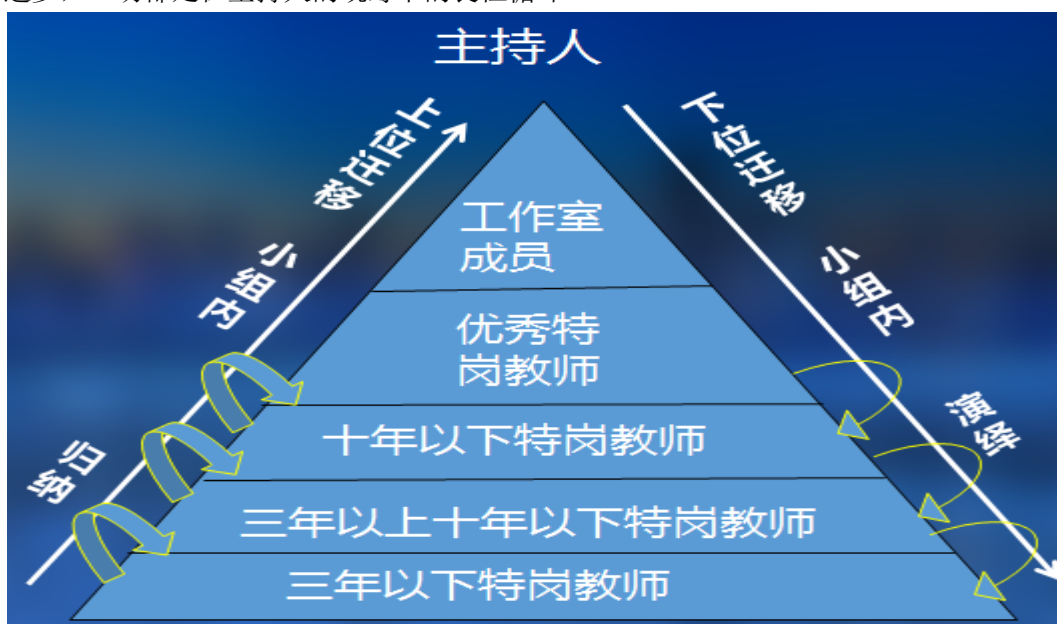 主持人
上位迁移
小组内
归纳
下位迁移
小组内
演绎
工作室
成员
优秀特
岗教师
十年以下特岗教师
三年以上十年以下特岗教师
三年以下特岗教师